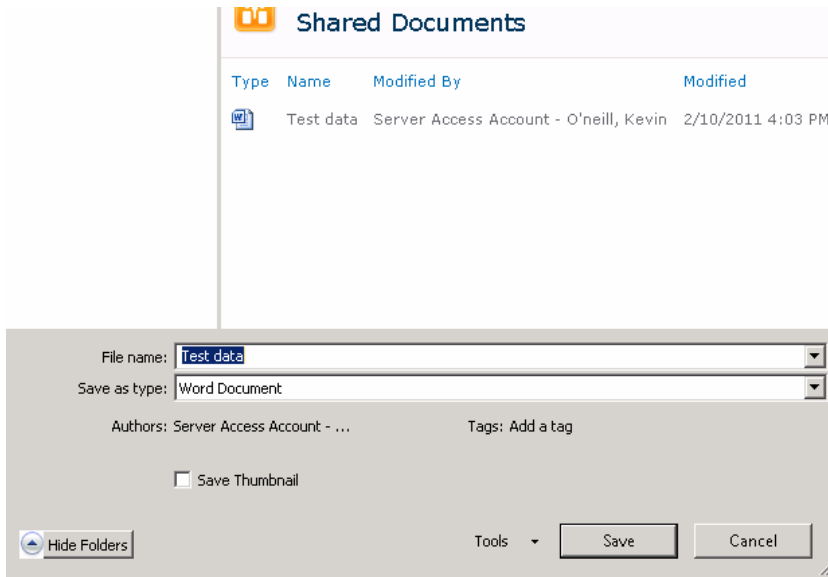 Shared Documents
Type Name Modified By Modified
Test data Server Access Account - O'neill, Kevin 2/10/2011 4:03 PM
File name: Test data
Save as type: Word Document
Authors: Server Access Account - ... Tags: Add a tag
Save Thumbnail
Hide Folders Tools Save Cancel